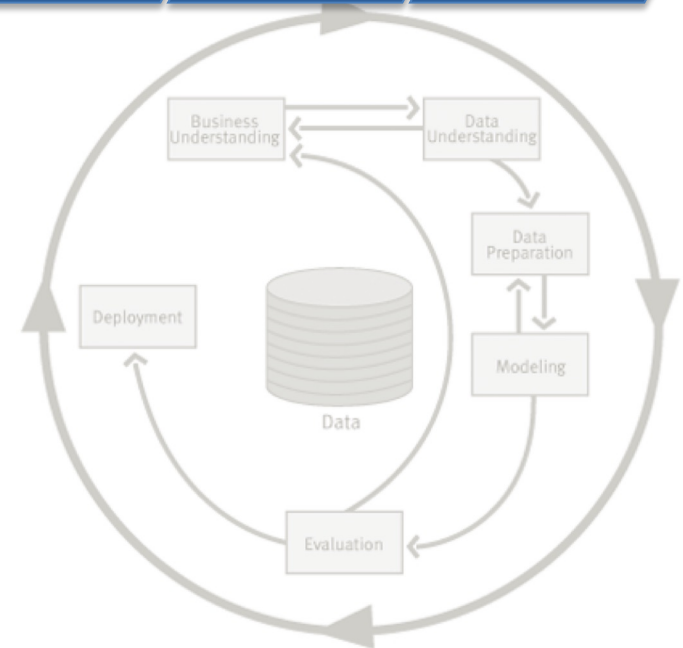 Business
Understanding
Data
Understanding
Data
Preparation
Deployment
Modeling
Data
Evaluation